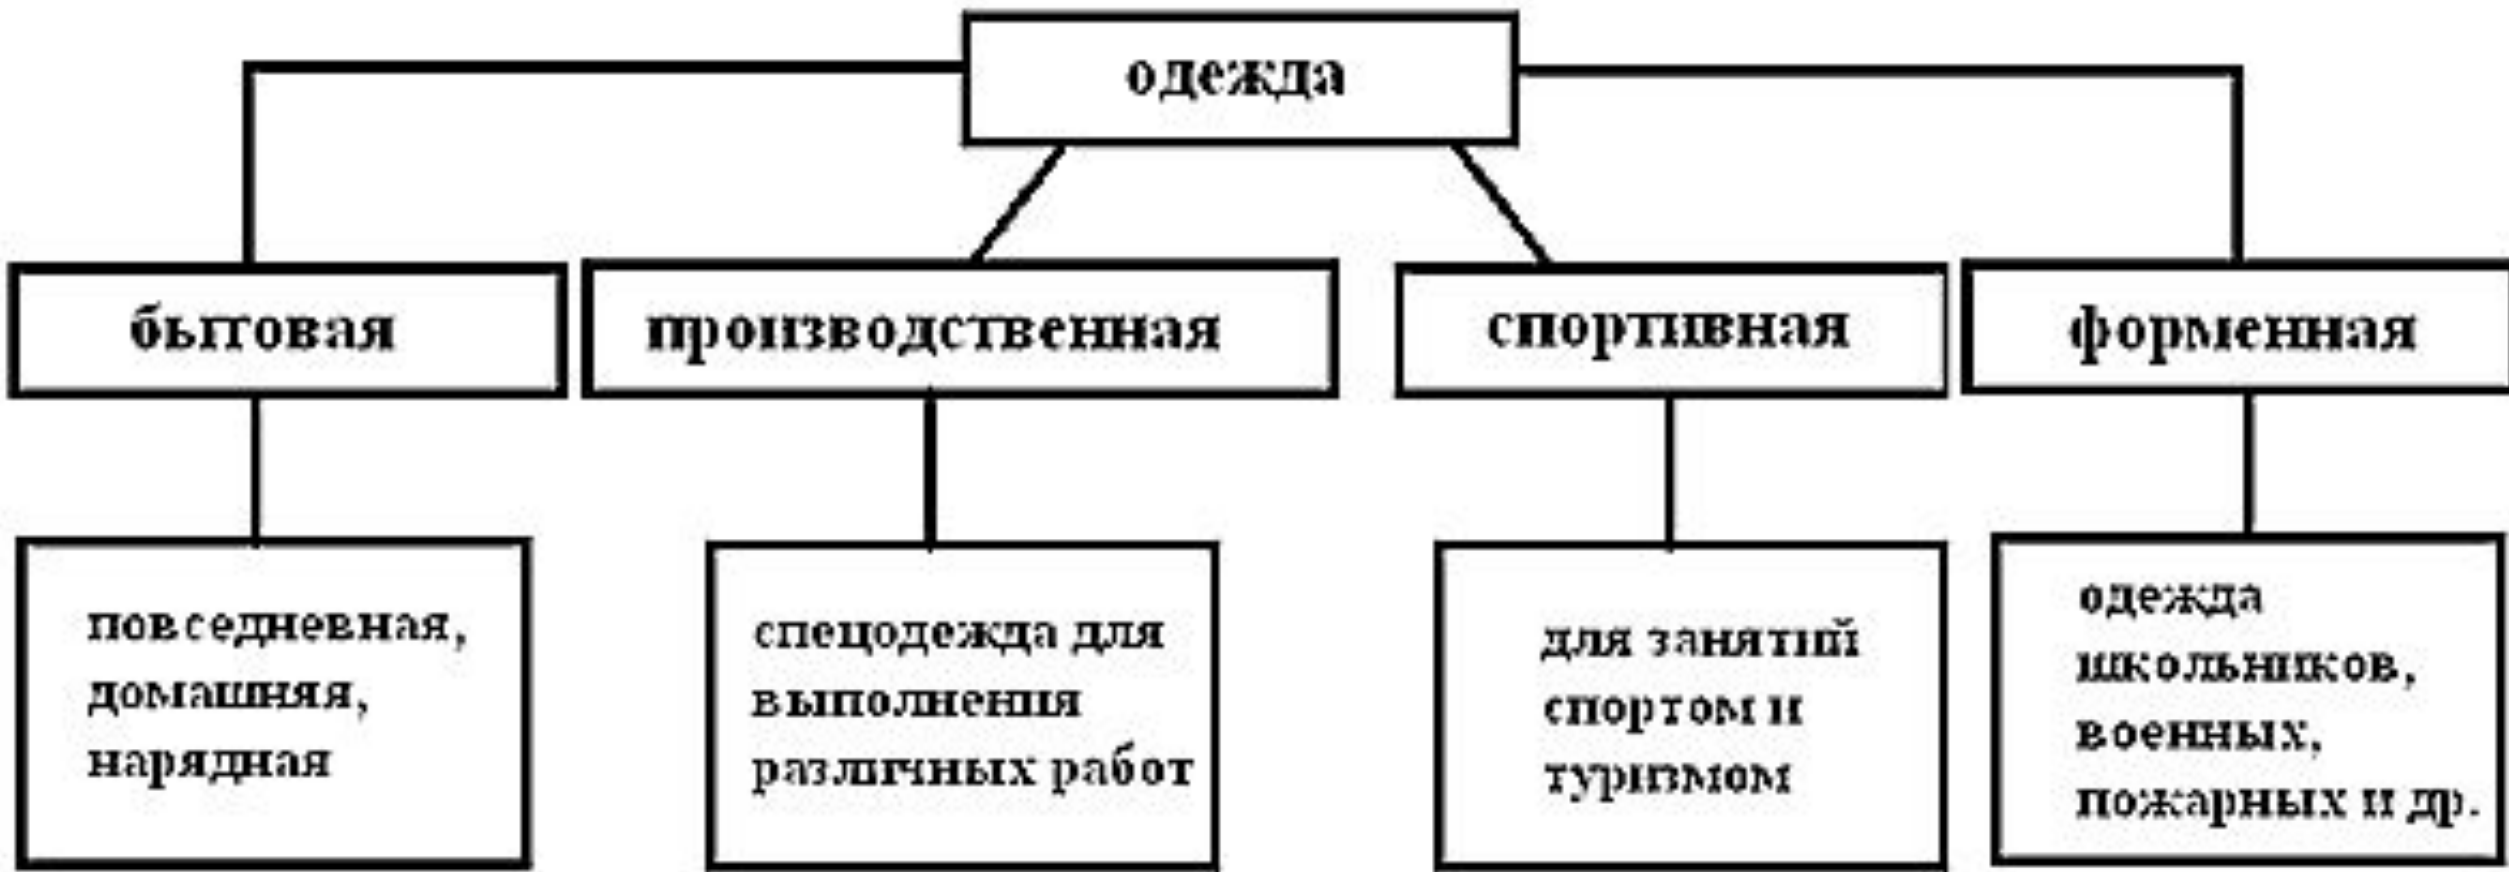 одежда
бытовая
производственная
спортивная
форменная
повседневная,
домашняя,
нарядная
спецодежда для
выполнения
различных работ
для занятий
спортом и
туризмом
одежда
школьников,
военных,
пожарных и др.